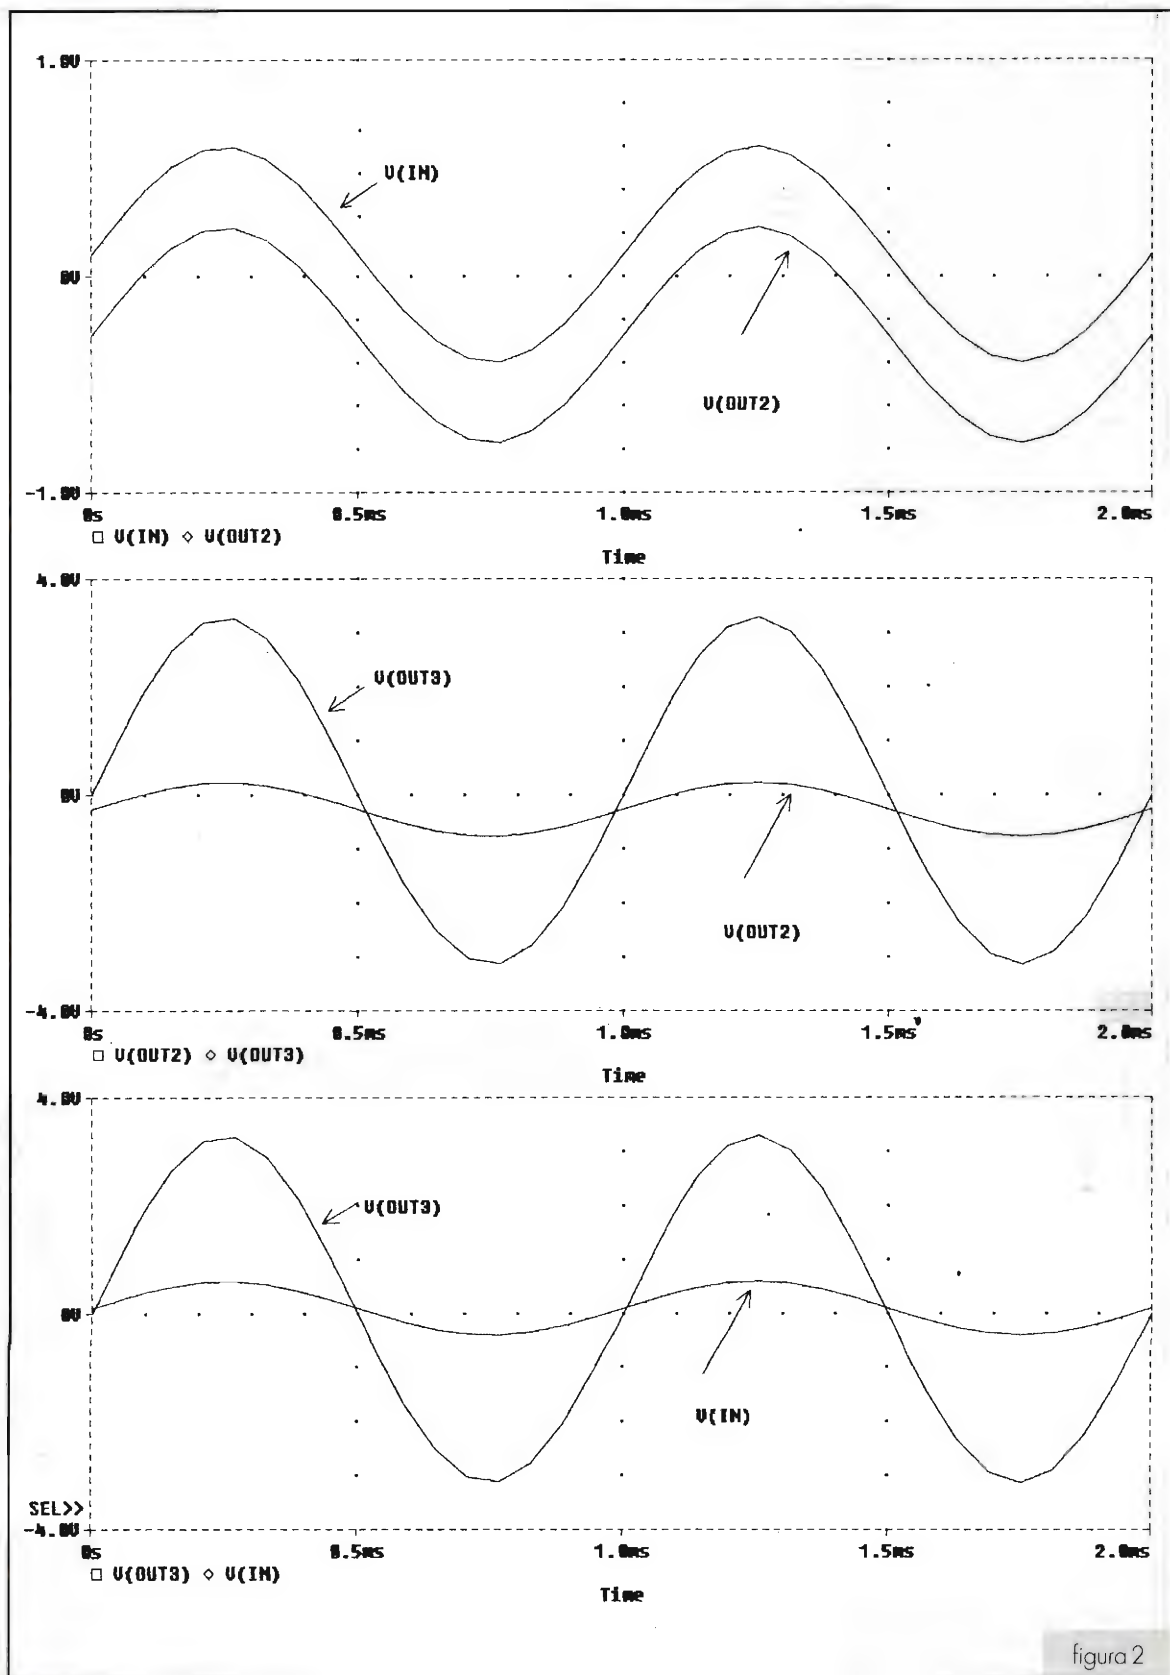 1.0V
V(IN)
0V
V(OUT2)
-1.0V
0s 0.5ms 1.0ms 1.5ms 2.0ms
□ V(IN) ◇ V(OUT2)
Time
4.0V
V(OUT3)
0V
V(OUT2)
-4.0V
0s 0.5ms 1.0ms 1.5ms 2.0ms
□ V(OUT2) ◇ V(OUT3)
Time
4.0V
V(OUT3)
0V
V(IN)
SEL>>
-4.0V
0s 0.5ms 1.0ms 1.5ms 2.0ms
□ V(OUT3) ◇ V(IN)
Time
figura 2